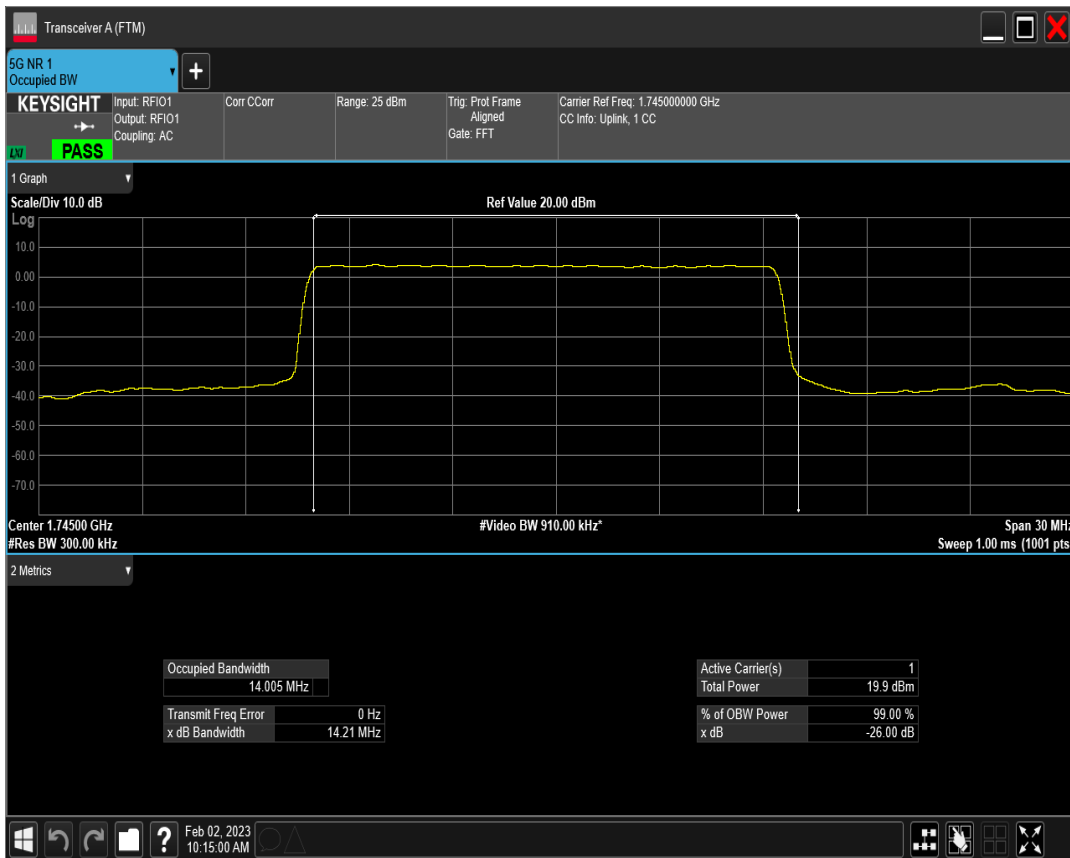 Transceiver A (FTM)
5G NR 1
Occupied BW
+
KEYSIGHT
LXI
PASS
Input: RFIO1
Output: RFIO1
Coupling: AC
Corr CCorr
Range: 25 dBm
Trig: Prot Frame
Aligned
Gate: FFT
Carrier Ref Freq: 1.745000000 GHz
CC Info: Uplink, 1 CC
1 Graph
Scale/Div 10.0 dB
Ref Value 20.00 dBm
Log
10.0
0.00
-10.0
-20.0
-30.0
-40.0
-50.0
-60.0
-70.0
Center 1.74500 GHz
#Video BW 910.00 kHz*
Span 30 MHz
#Res BW 300.00 kHz
Sweep 1.00 ms (1001 pts
2 Metrics
Occupied Bandwidth
14.005 MHz
Transmit Freq Error 0 Hz
x dB Bandwidth 14.21 MHz
Active Carrier(s) 1
Total Power 19.9 dBm
% of OBW Power 99.00 %
x dB -26.00 dB
?
Feb 02, 2023
10:15:00 AM